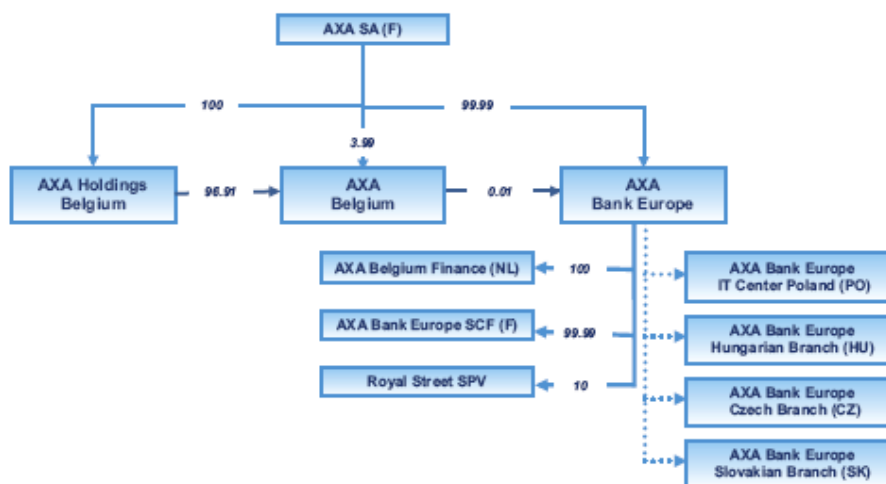 AXA SA (F)
100
99.99
3.99
AXA Holdings
Belgium
96.91
AXA
Belgium
0.01
AXA
Bank Europe
AXA Belgium Finance (NL)
100
AXA Bank Europe
IT Center Poland (PO)
AXA Bank Europe SCF (F)
99.99
AXA Bank Europe
Hungarian Branch (HU)
Royal Street SPV
10
AXA Bank Europe
Czech Branch (CZ)
AXA Bank Europe
Slovakian Branch (SK)